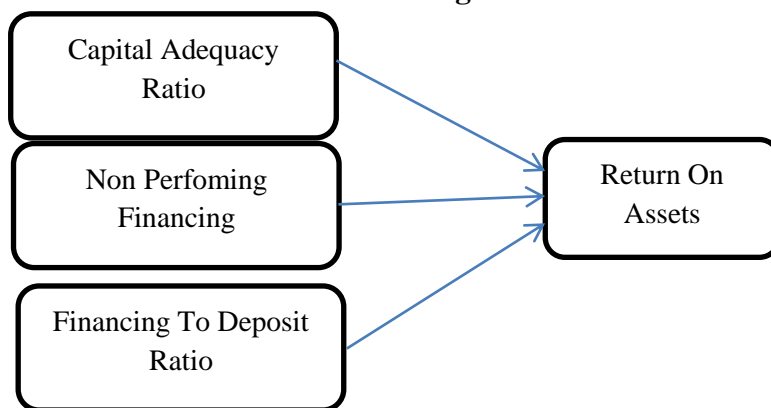 Capital Adequacy
Ratio
Non Perfoming
Financing
Return On
Assets
Financing To Deposit
Ratio